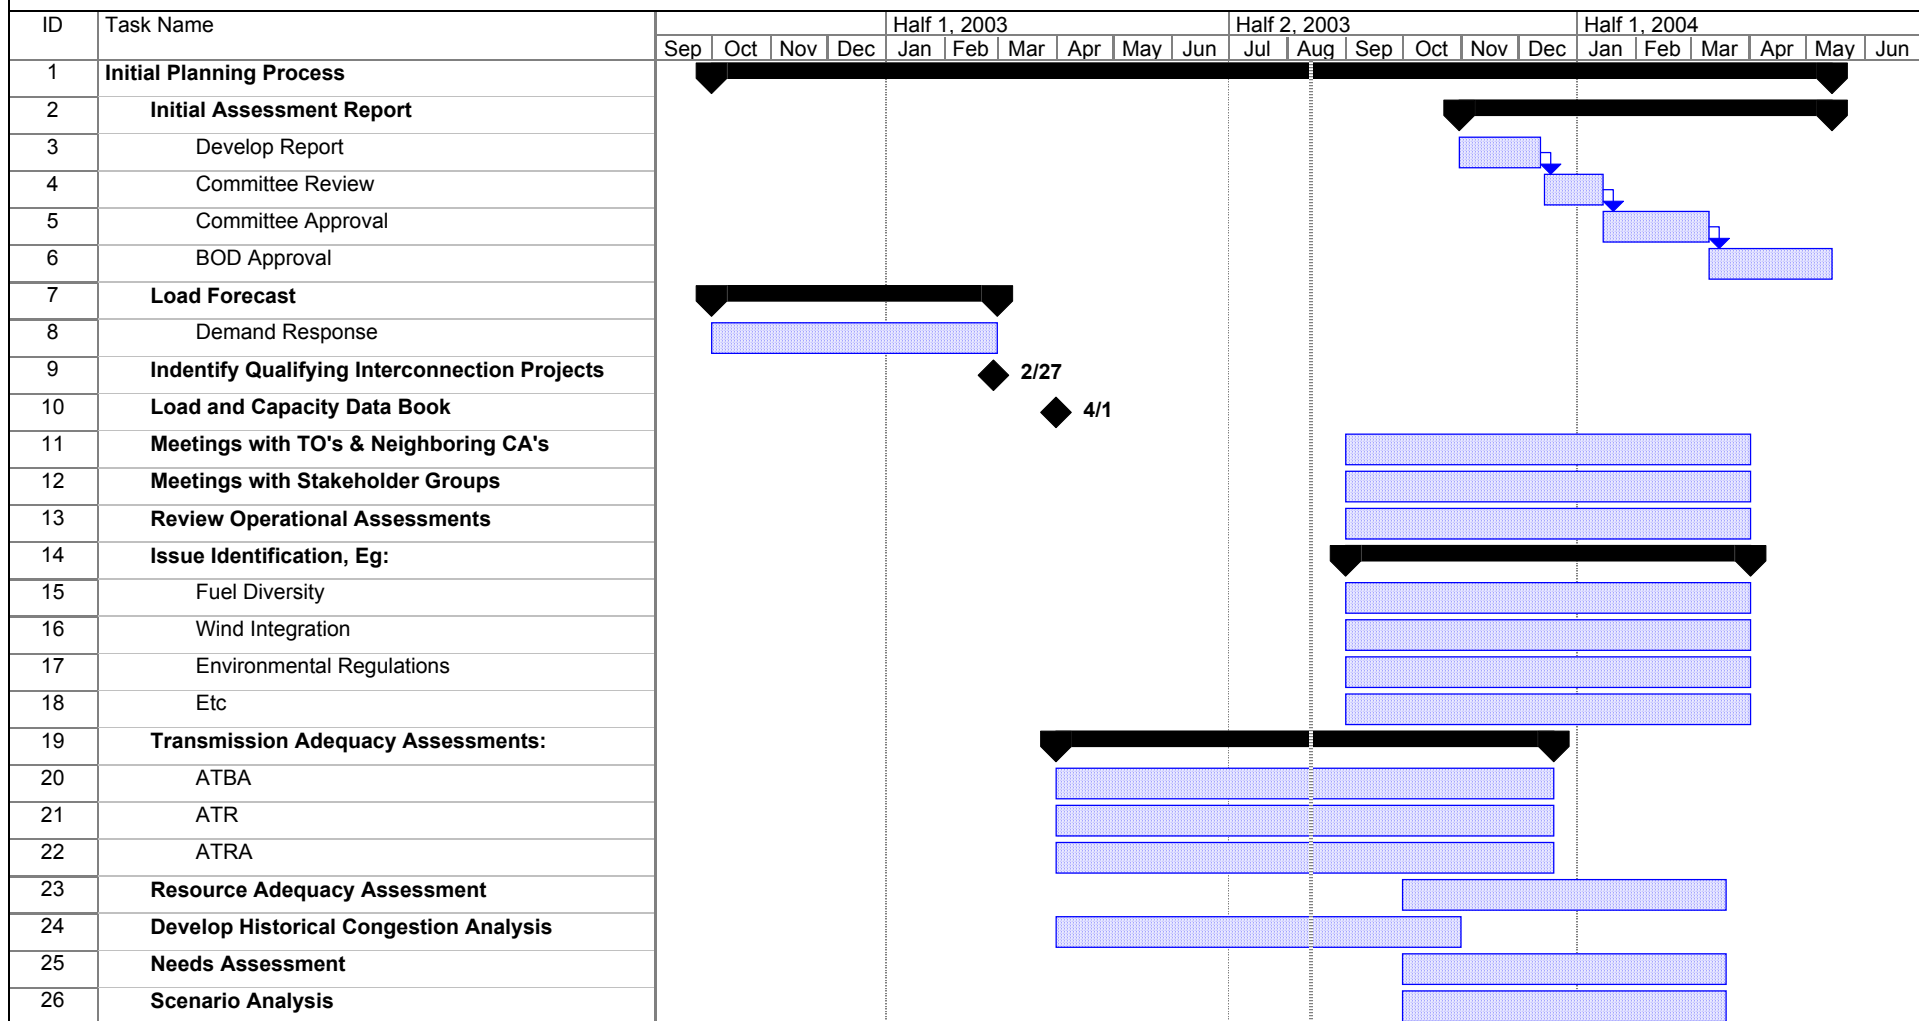 ID Task Name Half 1, 2003 Half 2, 2003 Half 1, 2004
Sep Oct Nov Dec Jan Feb Mar Apr May Jun Jul Aug Sep Oct Nov Dec Jan Feb Mar Apr May Jun
1 Initial Planning Process
2 Initial Assessment Report
3 Develop Report
4 Committee Review
5 Committee Approval
6 BOD Approval
7 Load Forecast
8 Demand Response
9 Indentify Qualifying Interconnection Projects 2/27
10 Load and Capacity Data Book 4/1
11 Meetings with TO's & Neighboring CA's
12 Meetings with Stakeholder Groups
13 Review Operational Assessments
14 Issue Identification, Eg:
15 Fuel Diversity
16 Wind Integration
17 Environmental Regulations
18 Etc
19 Transmission Adequacy Assessments:
20 ATBA
21 ATR
22 ATRA
23 Resource Adequacy Assessment
24 Develop Historical Congestion Analysis
25 Needs Assessment
26 Scenario Analysis